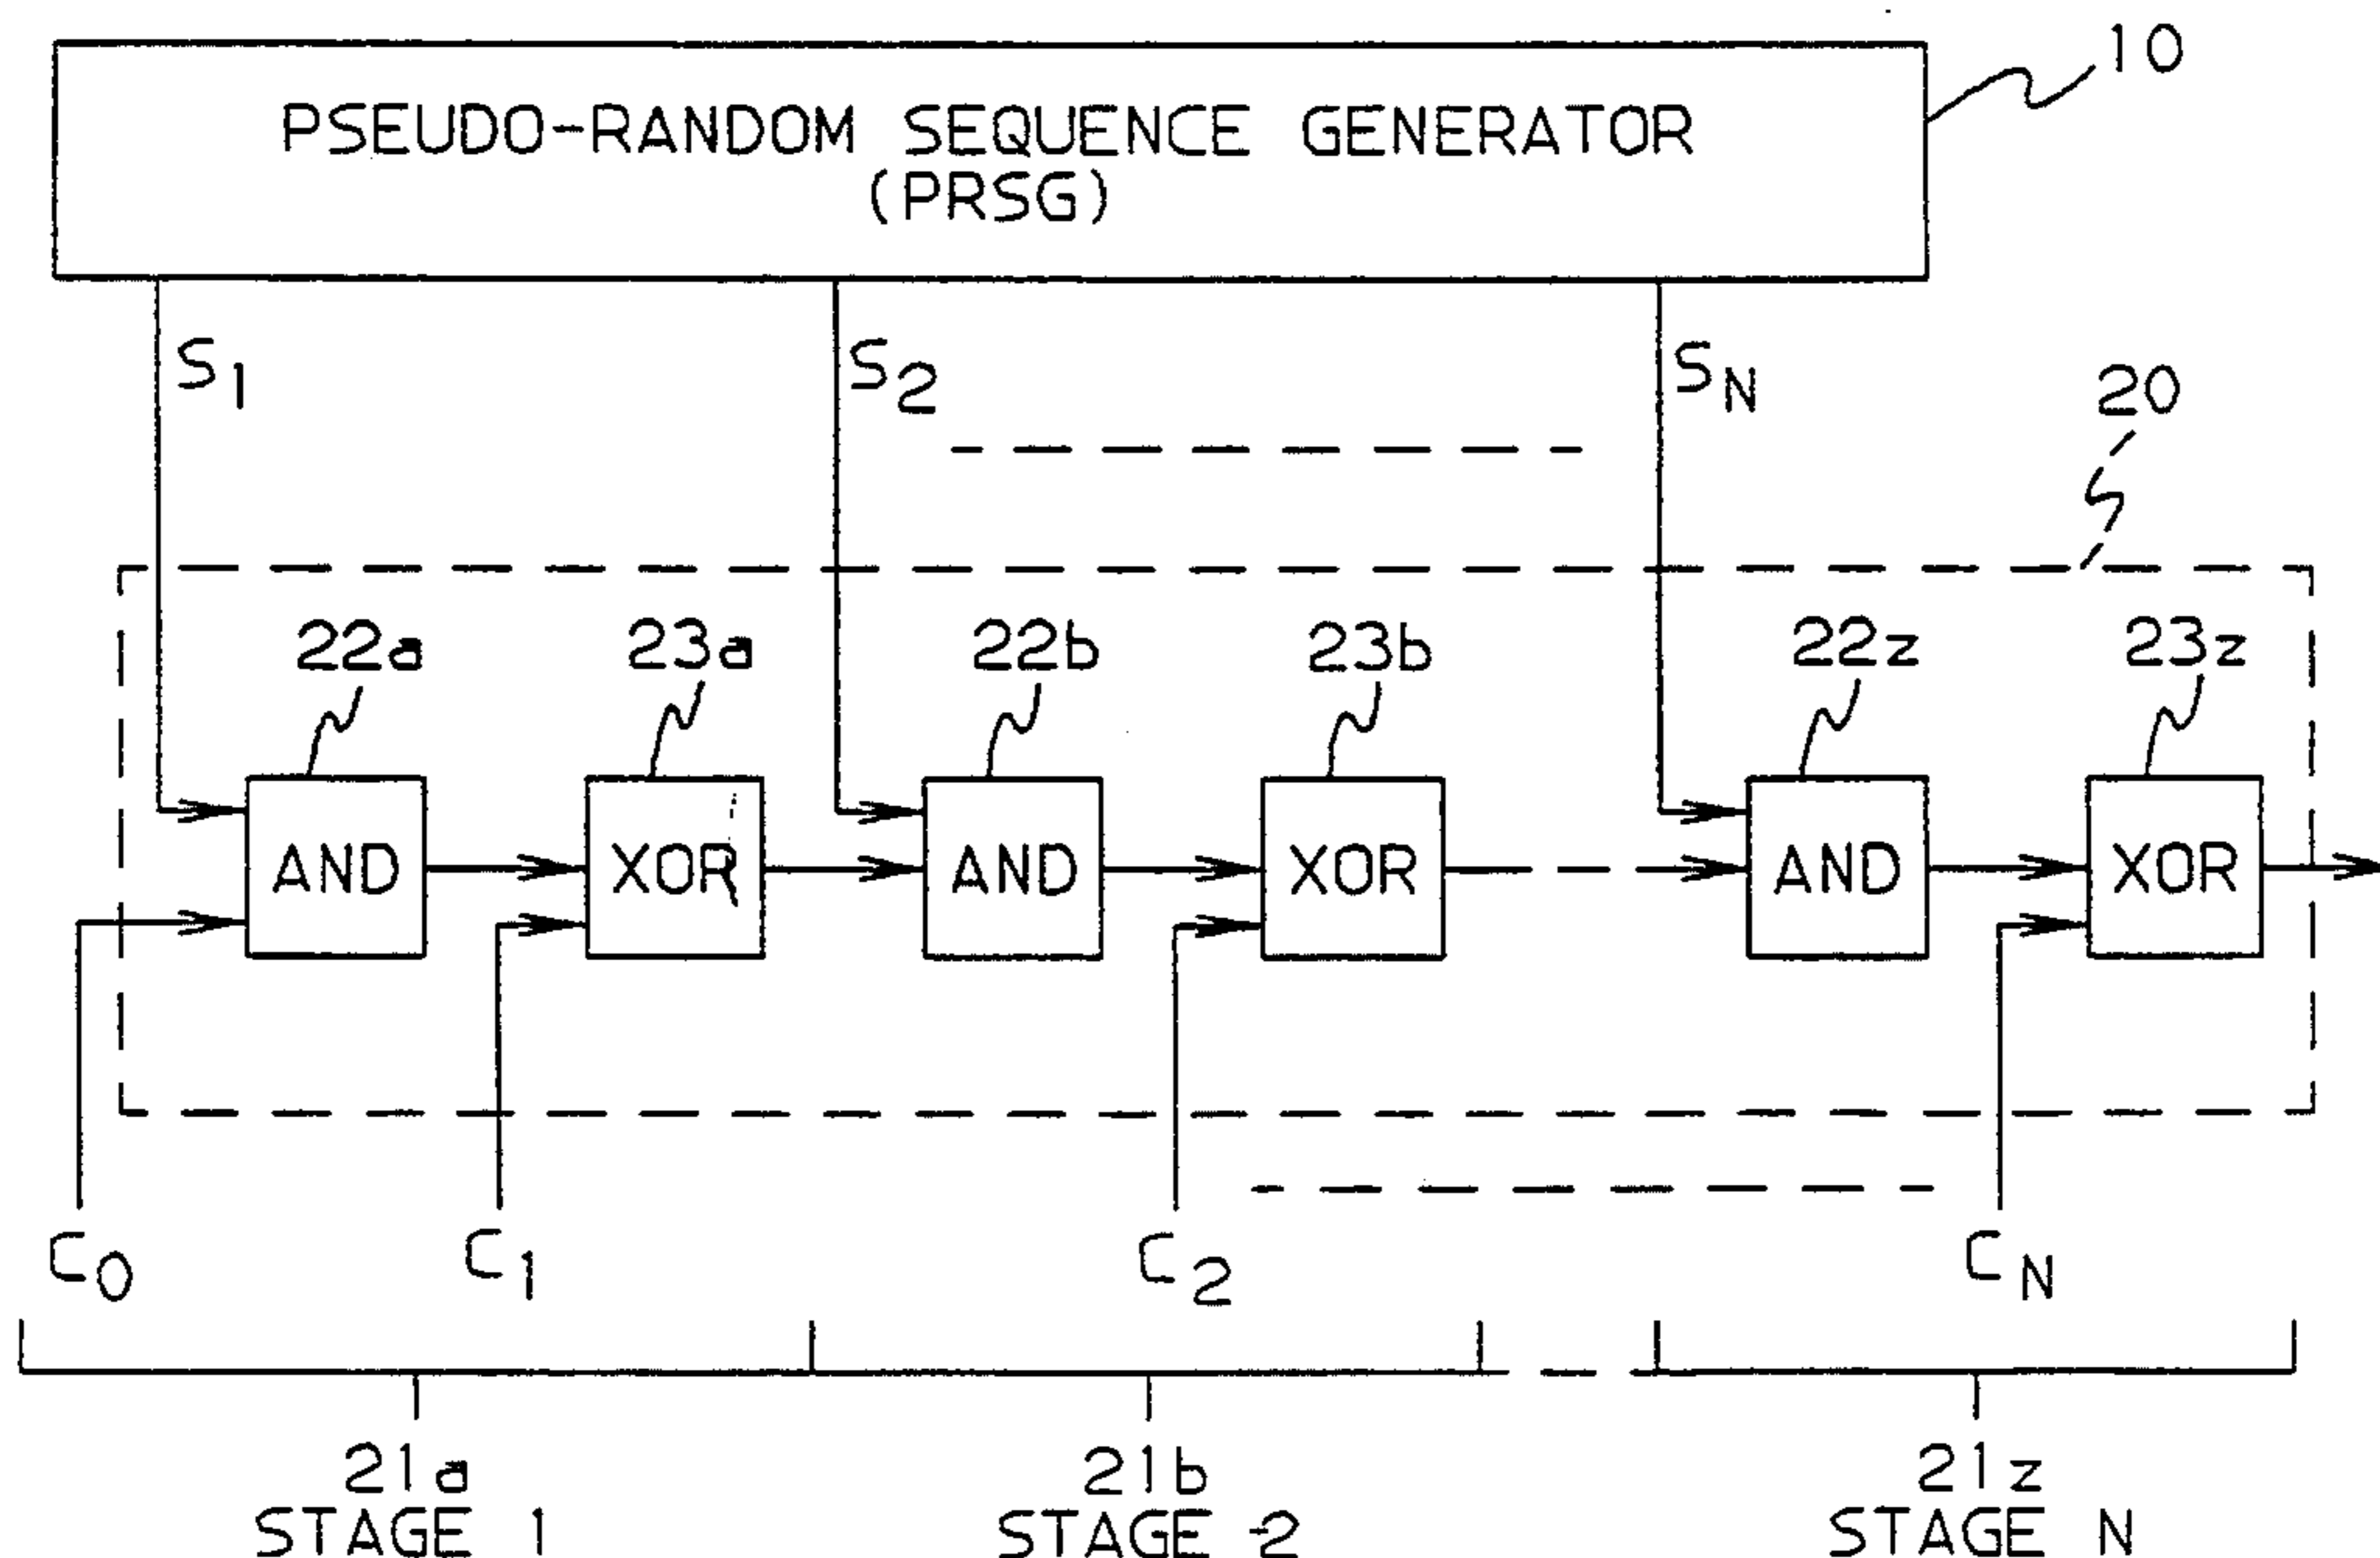 10
PSEUDO-RANDOM SEQUENCE GENERATOR
(PRSG)
S1
S2
SN
20
22a
23a
22b
23b
22z
23z
AND
XOR
AND
XOR
AND
XOR
C0
C1
C2
CN
21a
21b
21z
STAGE 1
STAGE 2
STAGE N